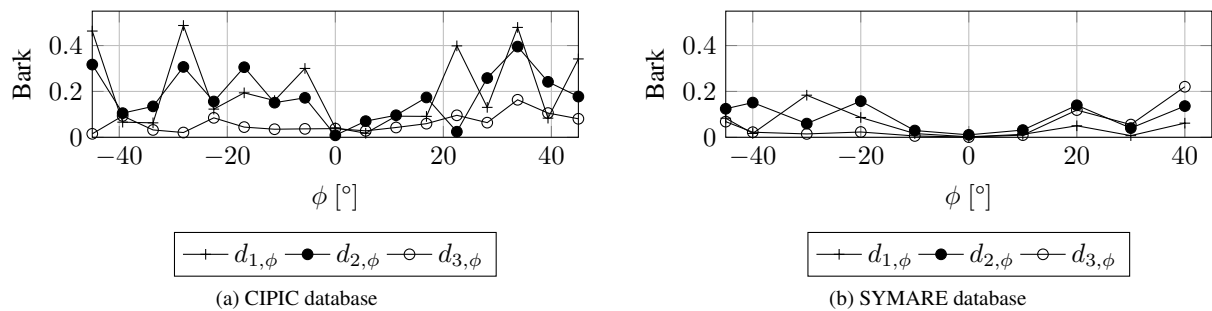 Bark
0.4
0.2
0
−40 −20 0 20 40
ϕ [°]
d1,ϕ d2,ϕ d3,ϕ
(a) CIPIC database
Bark
0.4
0.2
0
−40 −20 0 20 40
ϕ [°]
d1,ϕ d2,ϕ d3,ϕ
(b) SYMARE database